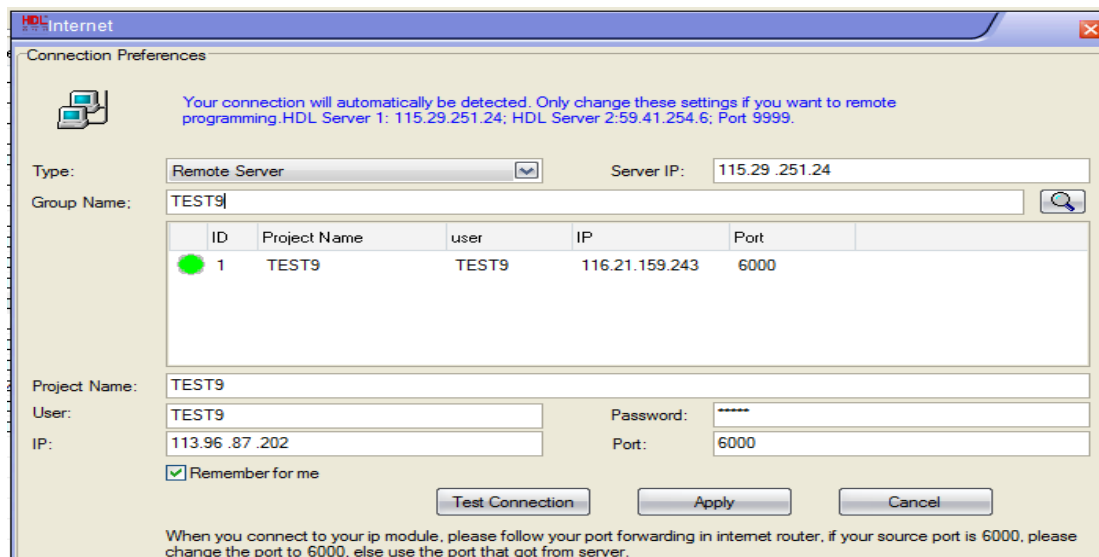 HDL Internet
Connection Preferences
Your connection will automatically be detected. Only change these settings if you want to remote
programming.HDL Server 1: 115.29.251.24; HDL Server 2:59.41.254.6; Port 9999.
Type: Remote Server Server IP: 115.29 .251.24
Group Name: TEST9
ID Project Name user IP Port
1 TEST9 TEST9 116.21.159.243 6000
Project Name: TEST9
User: TEST9 Password: *****
IP: 113.96 .87 .202 Port: 6000
Remember for me
Test Connection Apply Cancel
When you connect to your ip module, please follow your port forwarding in internet router, if your source port is 6000, please
change the port to 6000, else use the port that got from server.